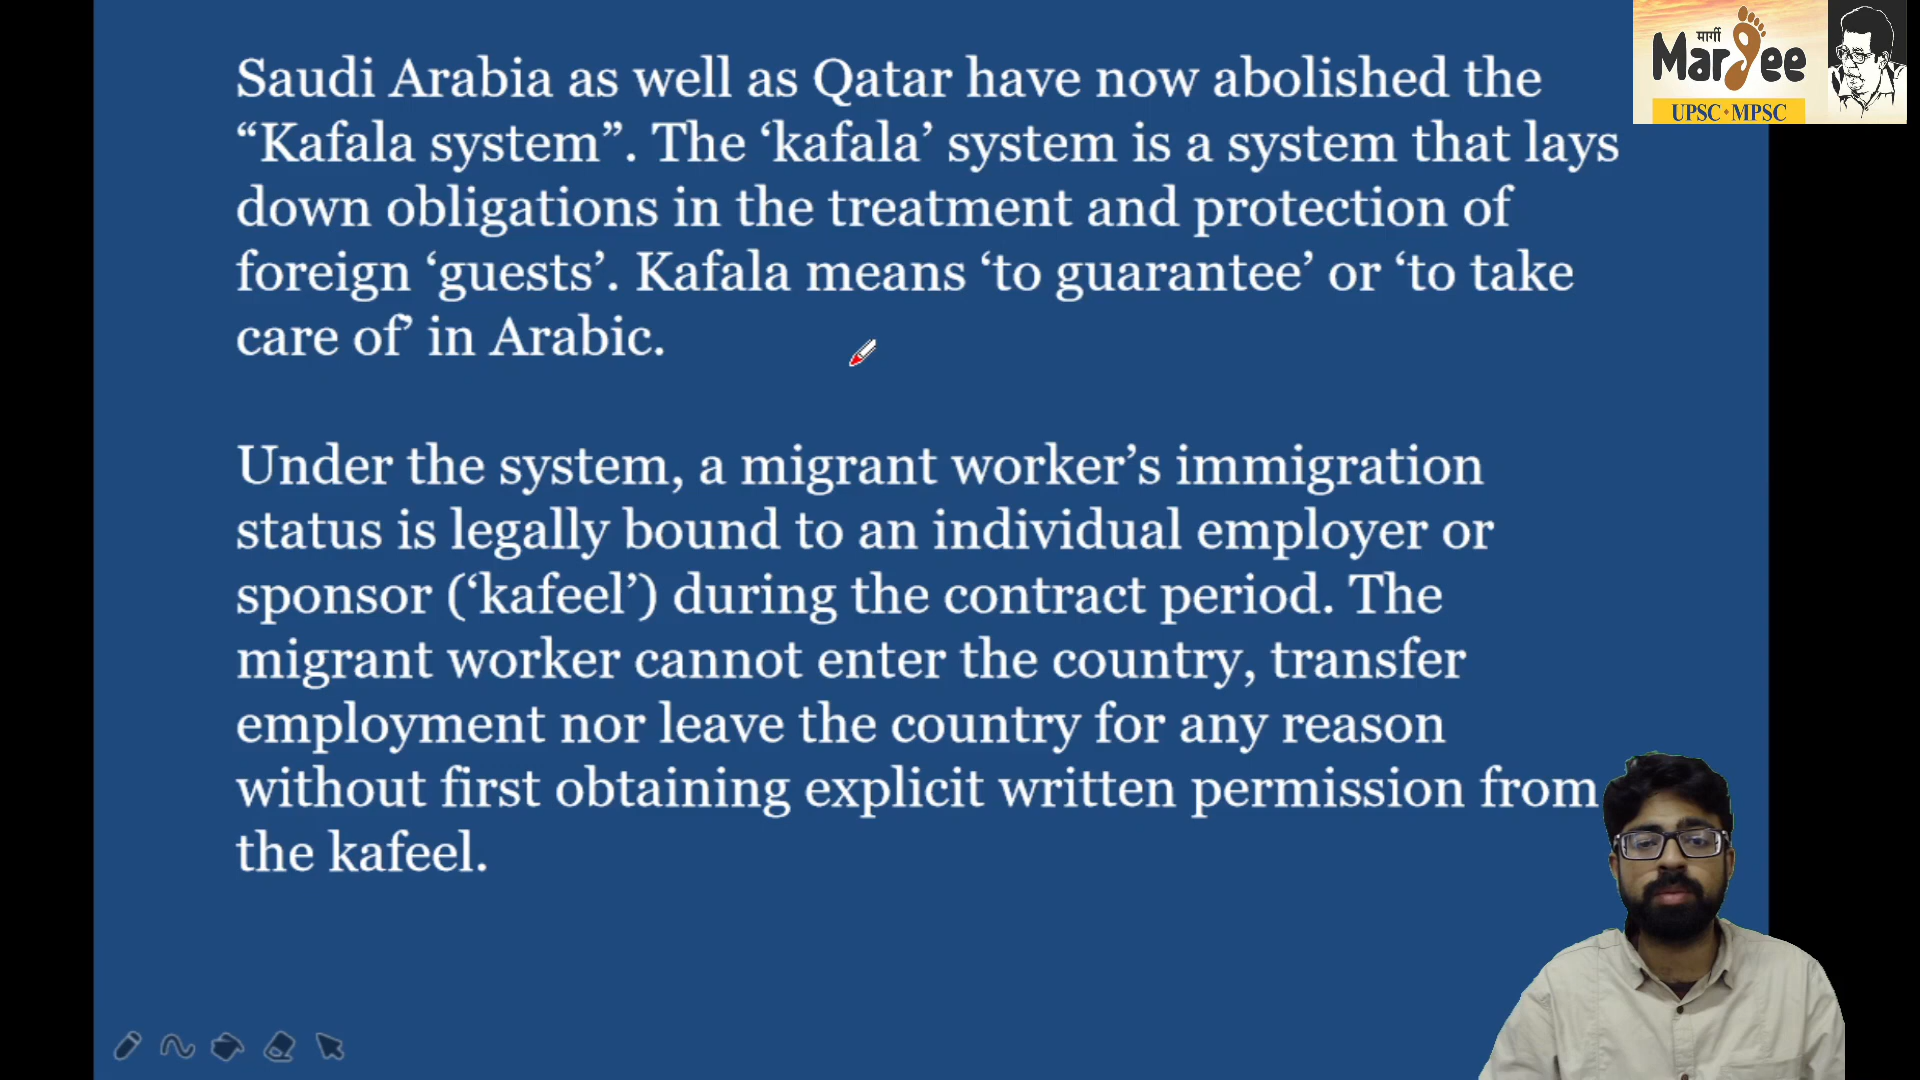 Saudi Arabia as well as Qatar have now abolished the
“Kafala system”. The ‘kafala’ system is a system that lays
down obligations in the treatment and protection of
foreign ‘guests’. Kafala means ‘to guarantee’ or ‘to take
care of’ in Arabic.
Under the system, a migrant worker’s immigration
status is legally bound to an individual employer or
sponsor (‘kafeel’) during the contract period. The
migrant worker cannot enter the country, transfer
employment nor leave the country for any reason
without first obtaining explicit written permission from
the kafeel.
मार्गी
Margee
UPSC • MPSC